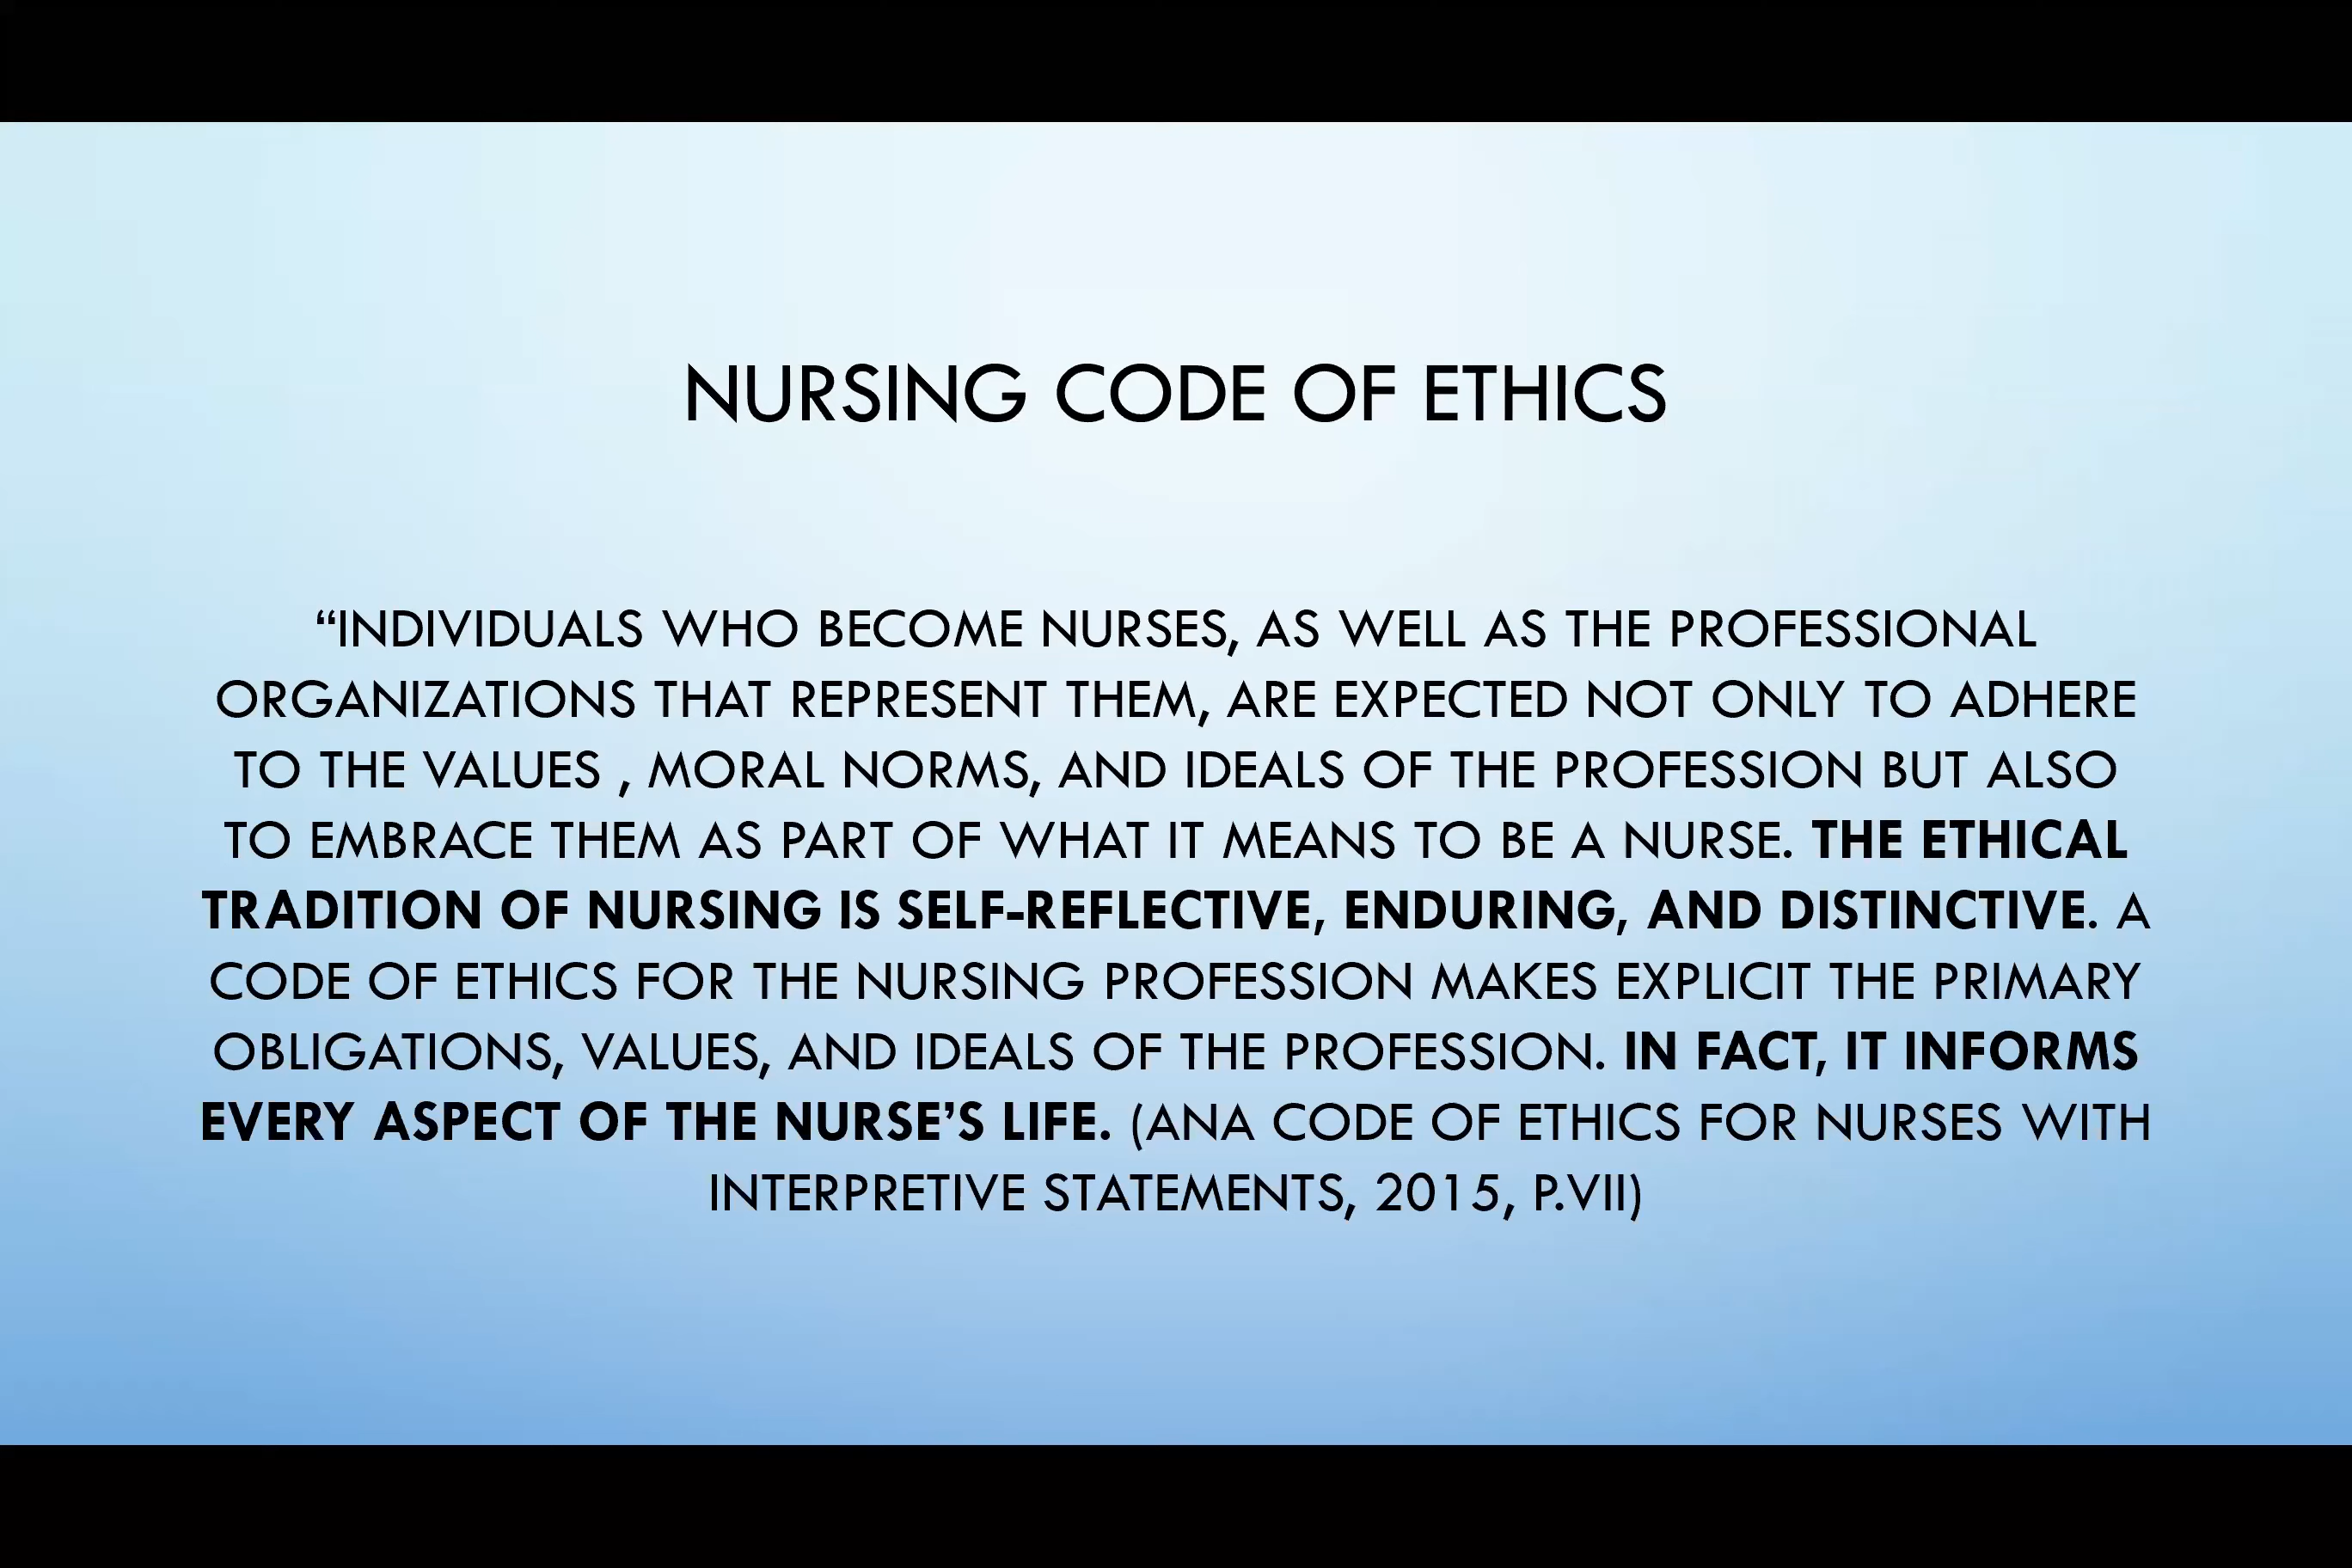 NURSING CODE OF ETHICS
“INDIVIDUALS WHO BECOME NURSES, AS WELL AS THE PROFESSIONAL
ORGANIZATIONS THAT REPRESENT THEM, ARE EXPECTED NOT ONLY TO ADHERE
TO THE VALUES , MORAL NORMS, AND IDEALS OF THE PROFESSION BUT ALSO
TO EMBRACE THEM AS PART OF WHAT IT MEANS TO BE A NURSE. THE ETHICAL
TRADITION OF NURSING IS SELF-REFLECTIVE, ENDURING, AND DISTINCTIVE. A
CODE OF ETHICS FOR THE NURSING PROFESSION MAKES EXPLICIT THE PRIMARY
OBLIGATIONS, VALUES, AND IDEALS OF THE PROFESSION. IN FACT, IT INFORMS
EVERY ASPECT OF THE NURSE’S LIFE. (ANA CODE OF ETHICS FOR NURSES WITH
INTERPRETIVE STATEMENTS, 2015, P.VII)